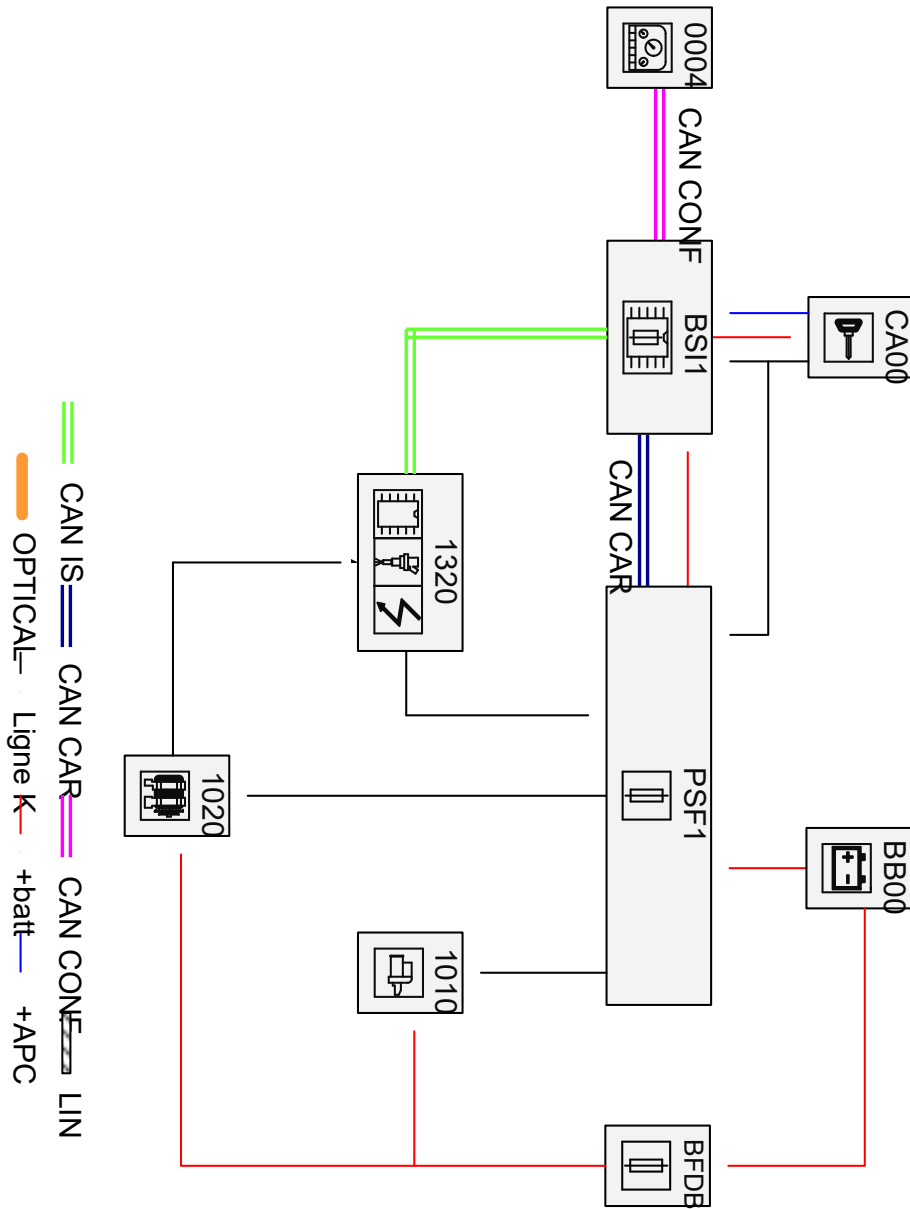 CA00
BB00
0004
CAN CONF
BSI1
CAN CAR
PSF1
BFDB
1320
1010
1020
CAN IS
CAN CAR
CAN CONF
LIN
OPTICAL
Ligne K
+batt
+APC